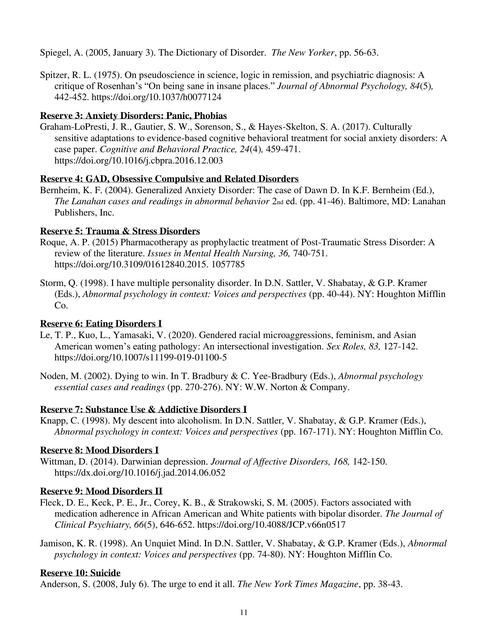 Spiegel, A. (2005, January 3). The Dictionary of Disorder. The New Yorker, pp. 56-63.
Spitzer, R. L. (1975). On pseudoscience in science, logic in remission, and psychiatric diagnosis: A
critique of Rosenhan's "On being sane in insane places." Journal of Abnormal Psychology, 84(5),
442-452. https://doi.org/10.1037/h0077124
Reserve 3: Anxiety Disorders: Panic, Phobias
Graham-LoPresti, J. R., Gautier, S. W., Sorenson, S., & Hayes-Skelton, S. A. (2017). Culturally
sensitive adaptations to evidence-based cognitive behavioral treatment for social anxiety disorders: A
case paper. Cognitive and Behavioral Practice, 24(4), 459-471.
https://doi.org/10.1016/j.cbpra.2016.12.003
Reserve 4: GAD, Obsessive Compulsive and Related Disorders
Bernheim, K. F. (2004). Generalized Anxiety Disorder: The case of Dawn D. In K.F. Bernheim (Ed.),
The Lanahan cases and readings in abnormal behavior 2nd ed. (pp. 41-46). Baltimore, MD: Lanahan
Publishers, Inc.
Reserve 5: Trauma & Stress Disorders
Roque, A. P. (2015) Pharmacotherapy as prophylactic treatment of Post-Traumatic Stress Disorder: A
review of the literature. Issues in Mental Health Nursing, 36, 740-751.
https://doi.org/10.3109/01612840.2015. 1057785
Storm, Q. (1998). I have multiple personality disorder. In D.N. Sattler, V. Shabatay, & G.P. Kramer
(Eds.), Abnormal psychology in context: Voices and perspectives (pp. 40-44). NY: Houghton Mifflin
Co.
Reserve 6: Eating Disorders I
Le, T. P., Kuo, L., Yamasaki, V. (2020). Gendered racial microaggressions, feminism, and Asian
American women's eating pathology: An intersectional investigation. Sex Roles, 83, 127-142.
https://doi.org/10.1007/s11199-019-01100-5
Noden, M. (2002). Dying to win. In T. Bradbury & C. Yee-Bradbury (Eds.), Abnormal psychology
essential cases and readings (pp. 270-276). NY: W.W. Norton & Company.
Reserve 7: Substance Use & Addictive Disorders I
Knapp, C. (1998). My descent into alcoholism. In D.N. Sattler, V. Shabatay, & G.P. Kramer (Eds.),
Abnormal psychology in context: Voices and perspectives (pp. 167-171). NY: Houghton Mifflin Co.
Reserve 8: Mood Disorders I
Wittman, D. (2014). Darwinian depression. Journal of Affective Disorders, 168, 142-150.
https://dx.doi.org/10.1016/j.jad.2014.06.052
Reserve 9: Mood Disorders II
Fleck, D. E., Keck, P. E., Jr., Corey, K. B., & Strakowski, S. M. (2005). Factors associated with
medication adherence in African American and White patients with bipolar disorder. The Journal of
Clinical Psychiatry, 66(5), 646-652. https://doi.org/10.4088/JCP.v66n0517
Jamison, K. R. (1998). An Unquiet Mind. In D.N. Sattler, V. Shabatay, & G.P. Kramer (Eds.), Abnormal
psychology in context: Voices and perspectives (pp. 74-80). NY: Houghton Mifflin Co.
Reserve 10: Suicide
Anderson, S. (2008, July 6). The urge to end it all. The New York Times Magazine, pp. 38-43.
11